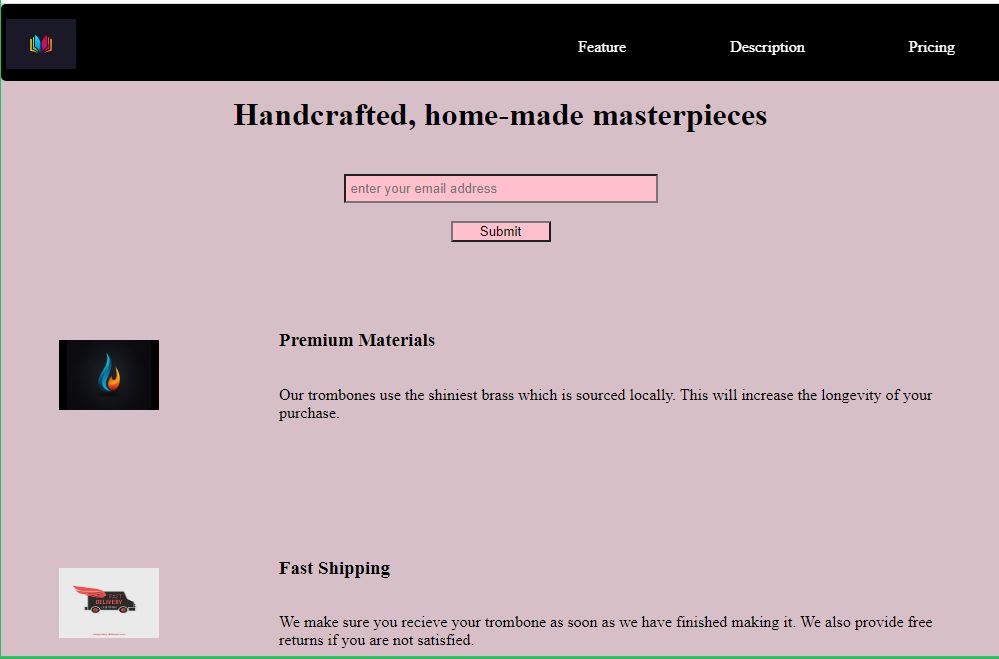 Feature Description Pricing
Handcrafted, home-made masterpieces
enter your email address
Submit
Premium Materials
Our trombones use the shiniest brass which is sourced locally. This will increase the longevity of your
purchase.
Fast Shipping
FAST
DELIVERY
We make sure you recieve your trombone as soon as we have finished making it. We also provide free
returns if you are not satisfied.